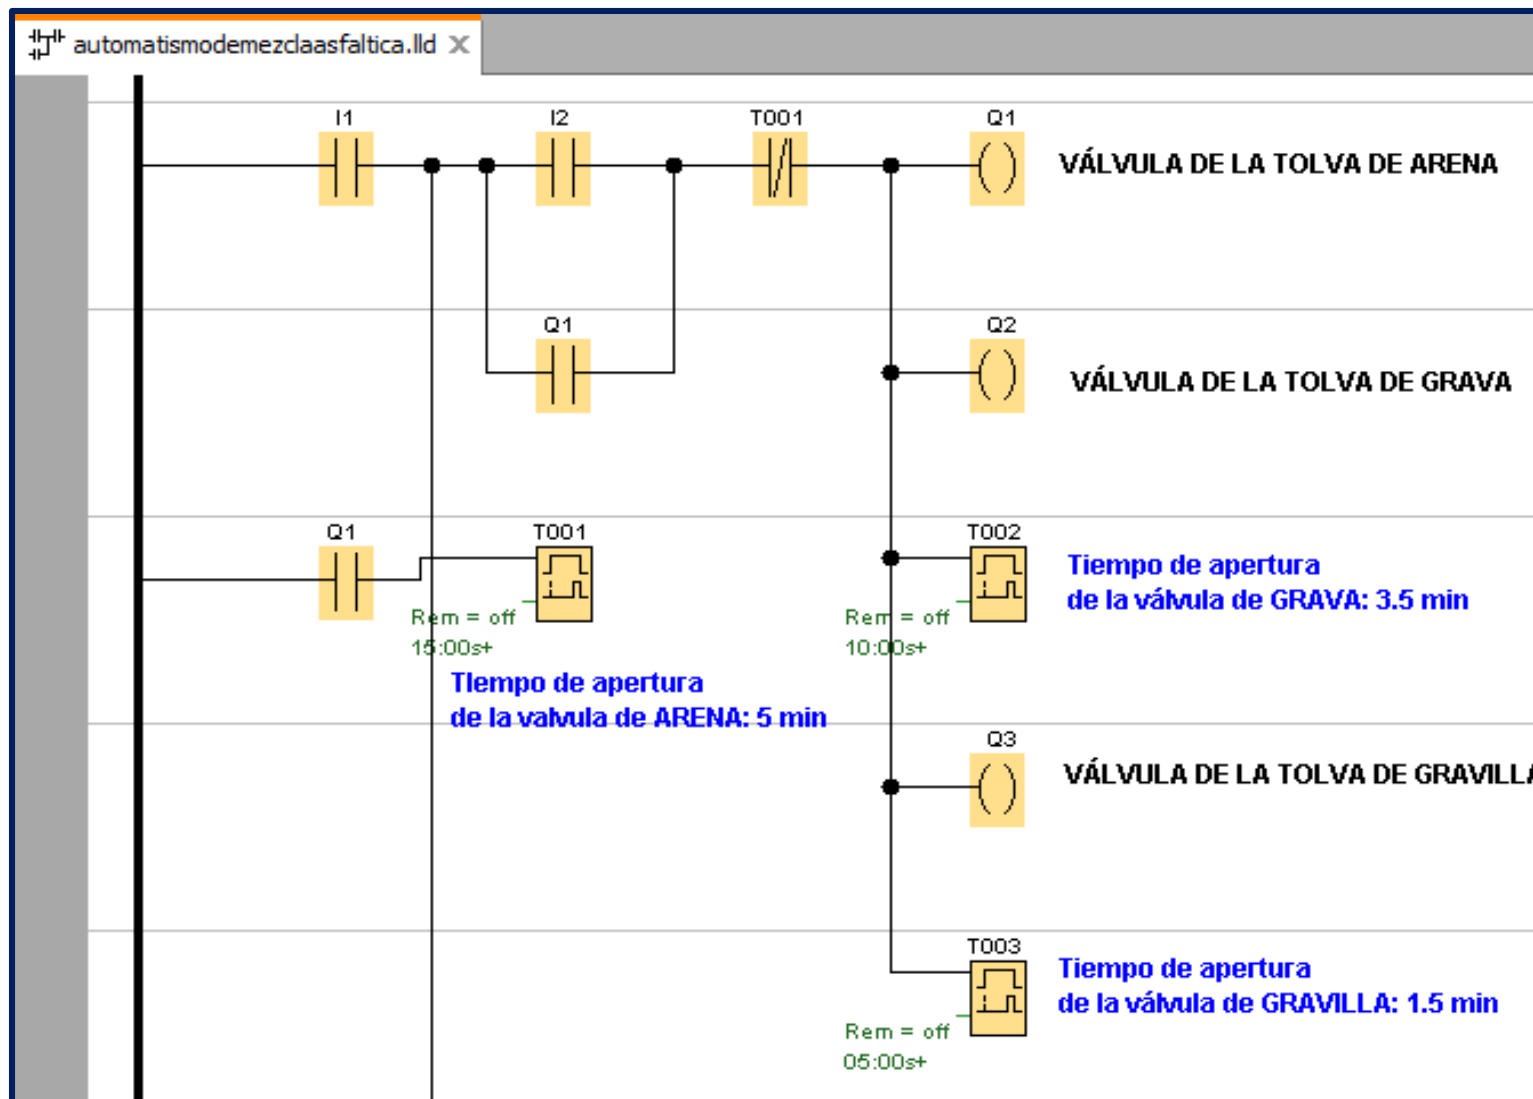 automatismodemezclaasfaltica.lld
I1
I2
T001
Q1
VÁLVULA DE LA TOLVA DE ARENA
Q1
Q2
VÁLVULA DE LA TOLVA DE GRAVA
Q1
T001
T002
Rem = off
15:00s+
Rem = off
10:00s+
Tiempo de apertura
de la válvula de GRAVA: 3.5 min
TIempo de apertura
de la valvula de ARENA: 5 min
Q3
VÁLVULA DE LA TOLVA DE GRAVILLA
T003
Rem = off
05:00s+
Tiempo de apertura
de la válvula de GRAVILLA: 1.5 min